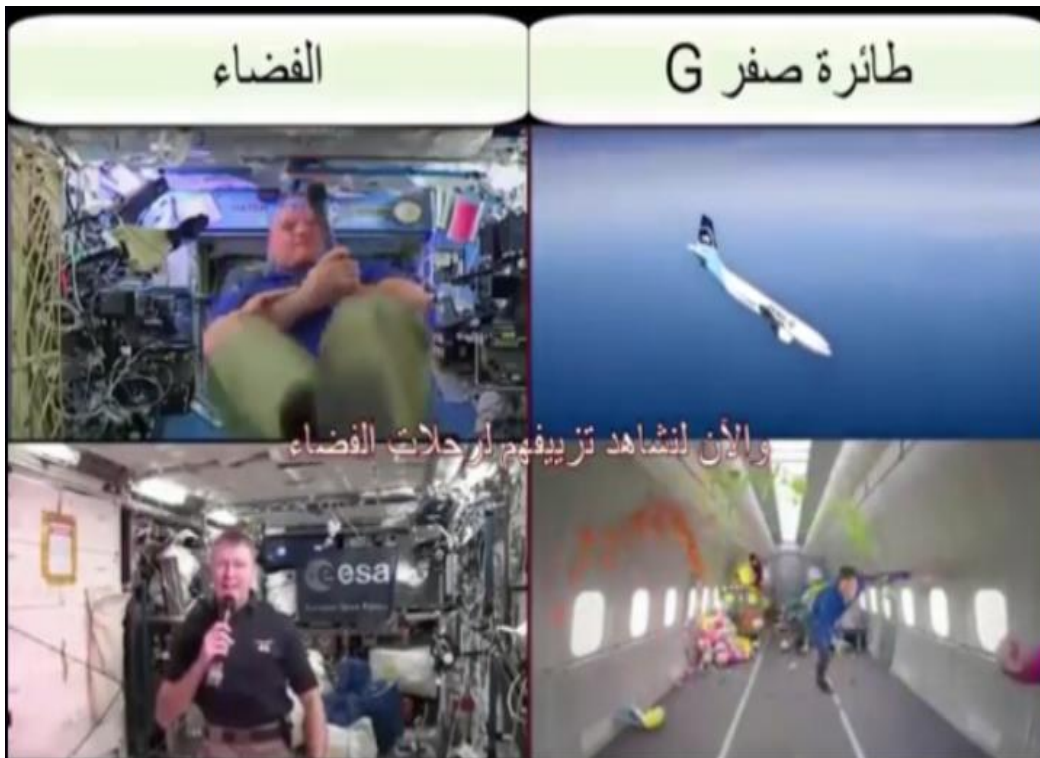 الفضاء
طائرة صفر G
والآن لنشاهد تزييفهم لرحلات الفضاء
esa